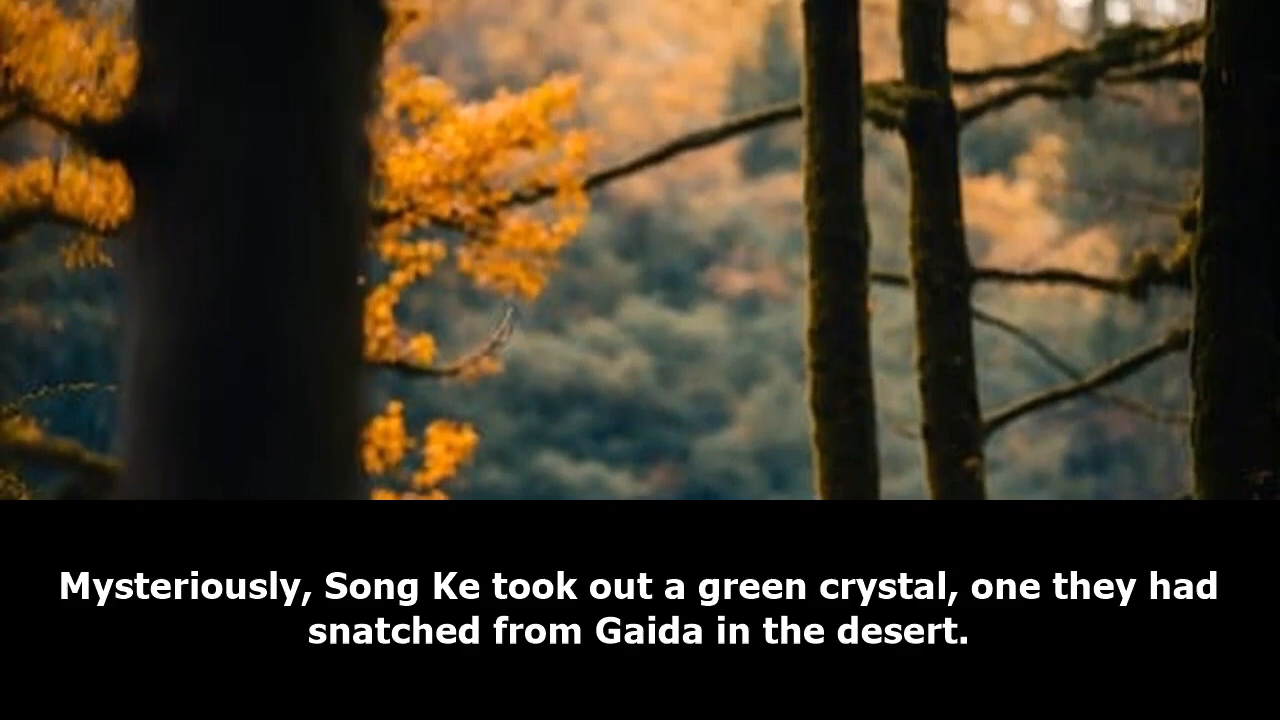 Mysteriously, Song Ke took out a green crystal, one they had
snatched from Gaida in the desert.